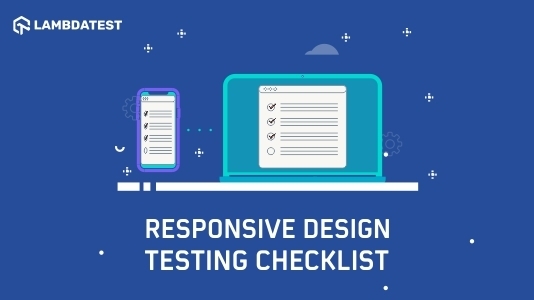 LAMBDATEST
RESPONSIVE DESIGN
TESTING CHECKLIST